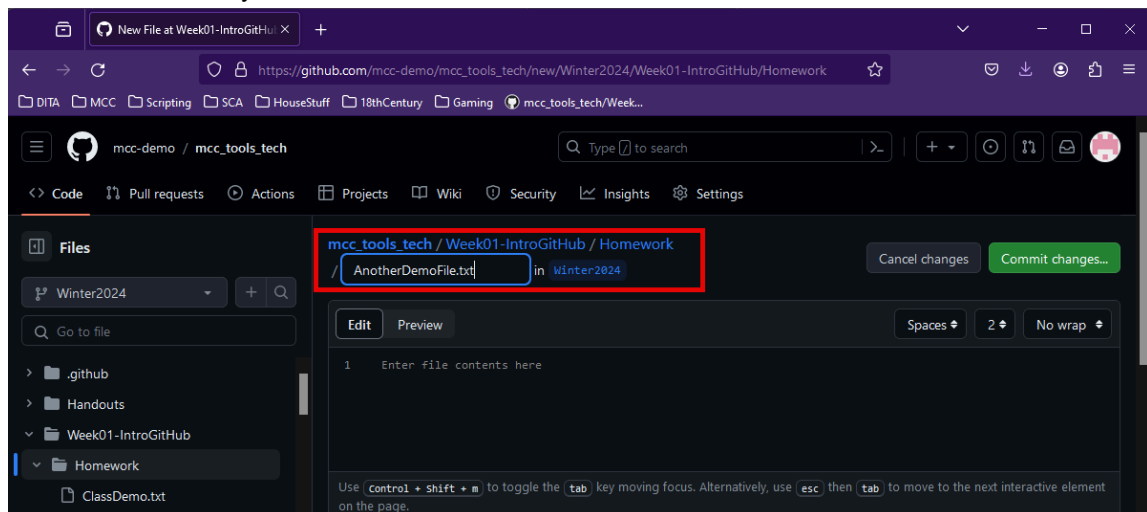 New File at Week01-IntroGitHu
https://github.com/mcc-demo/mcc_tools_tech/new/Winter2024/Week01-IntroGitHub/Homework
DITA MCC Scripting SCA HouseStuff 18thCentury Gaming mcc_tools_tech/Week...
mcc-demo / mcc_tools_tech Type / to search
<> Code Pull requests Actions Projects Wiki Security Insights Settings
Files
Winter2024
Go to file
.github
Handouts
Week01-IntroGitHub
Homework
ClassDemo.txt
mcc_tools_tech / Week01-IntroGitHub / Homework
/ AnotherDemoFile.txt in Winter2024
Cancel changes Commit changes...
Edit Preview Spaces 2 No wrap
1 Enter file contents here
Use Control + Shift + m to toggle the tab key moving focus. Alternatively, use esc then tab to move to the next interactive element
on the page.